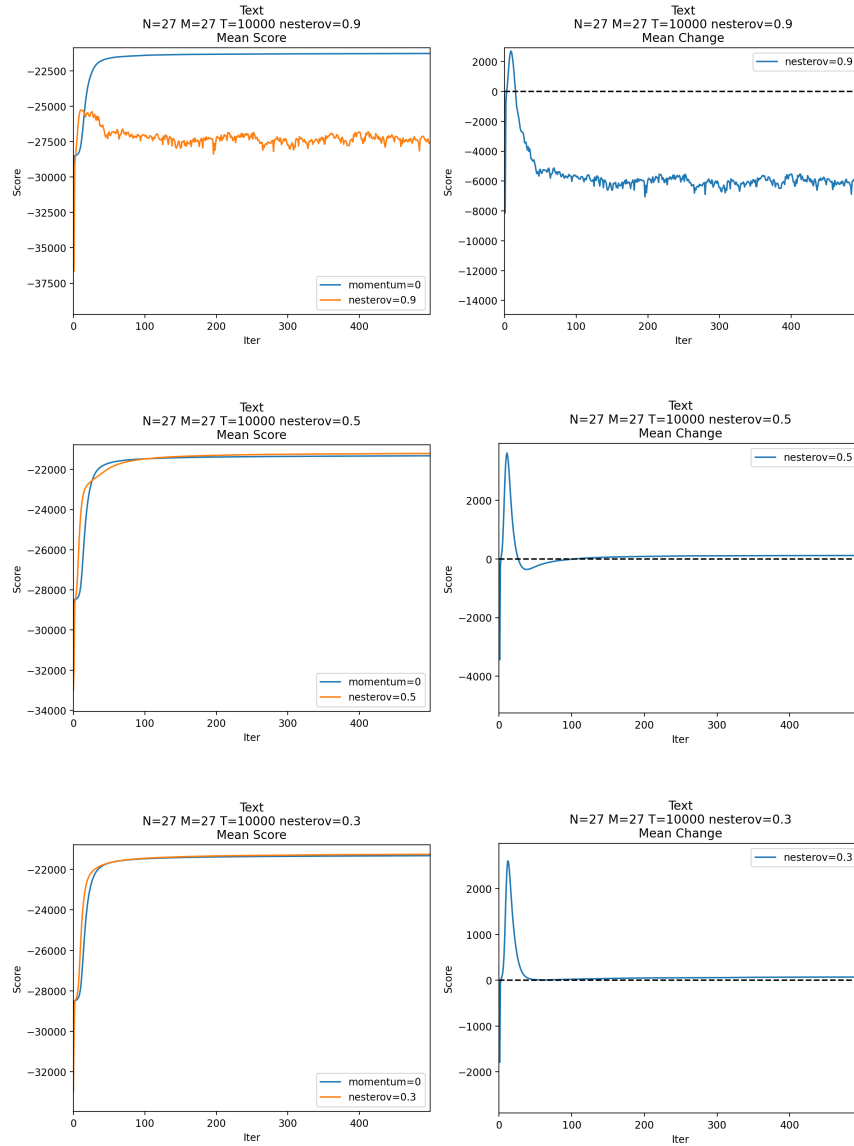 Text
N=27 M=27 T=10000 nesterov=0.9
Mean Score
−22500
−25000
−27500
−30000
−32500
−35000
−37500
Score
0
100
200
300
400
Iter
momentum=0
nesterov=0.9
Text
N=27 M=27 T=10000 nesterov=0.9
Mean Change
2000
0
−2000
−4000
−6000
−8000
−10000
−12000
−14000
Score
0
100
200
300
400
Iter
nesterov=0.9
Text
N=27 M=27 T=10000 nesterov=0.5
Mean Score
−22000
−24000
−26000
−28000
−30000
−32000
−34000
Score
0
100
200
300
400
Iter
momentum=0
nesterov=0.5
Text
N=27 M=27 T=10000 nesterov=0.5
Mean Change
2000
0
−2000
−4000
Score
0
100
200
300
400
Iter
nesterov=0.5
Text
N=27 M=27 T=10000 nesterov=0.3
Mean Score
−22000
−24000
−26000
−28000
−30000
−32000
Score
0
100
200
300
400
Iter
momentum=0
nesterov=0.3
Text
N=27 M=27 T=10000 nesterov=0.3
Mean Change
2000
1000
0
−1000
−2000
Score
0
100
200
300
400
Iter
nesterov=0.3